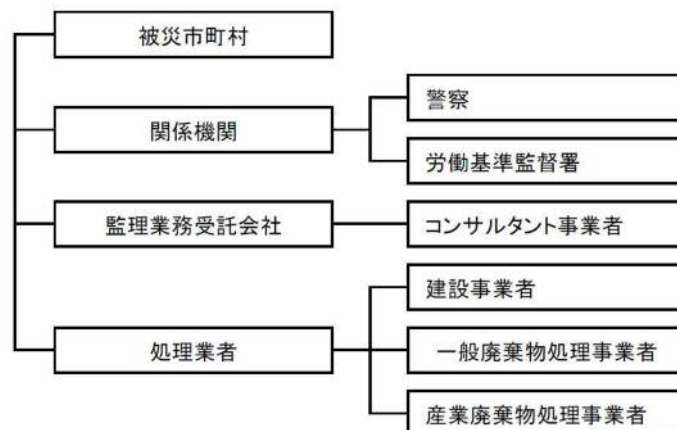 被災市町村
関係機関
警察
労働基準監督署
監理業務受託会社
コンサルタント事業者
処理業者
建設事業者
一般廃棄物処理事業者
産業廃棄物処理事業者